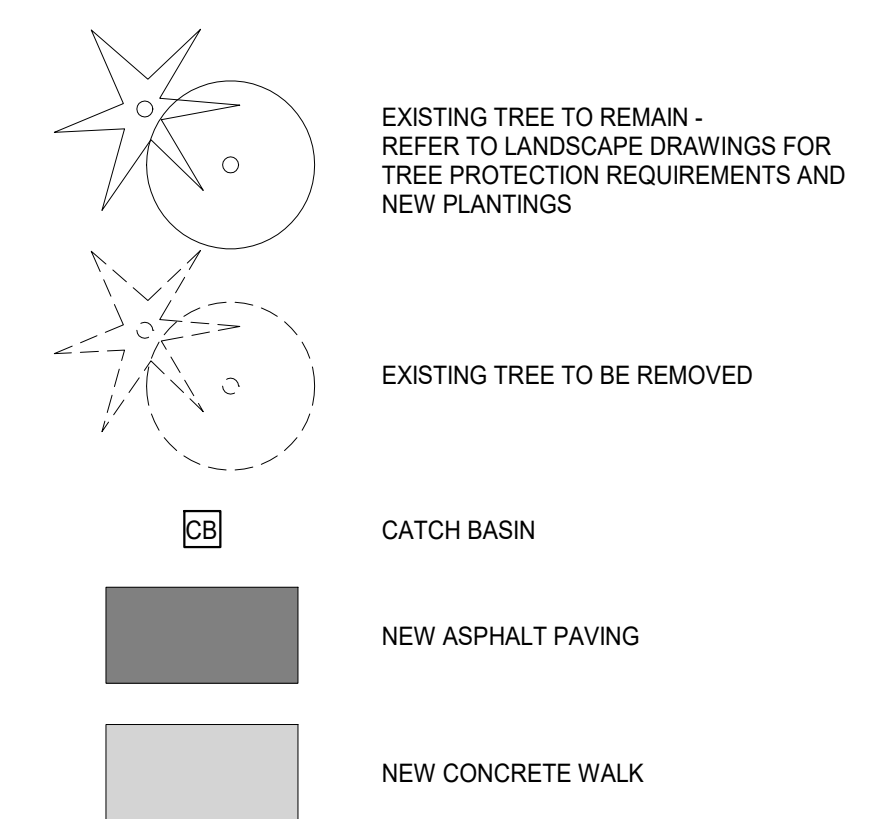 EXISTING TREE TO REMAIN -
REFER TO LANDSCAPE DRAWINGS FOR
TREE PROTECTION REQUIREMENTS AND
NEW PLANTINGS
EXISTING TREE TO BE REMOVED
CB CATCH BASIN
NEW ASPHALT PAVING
NEW CONCRETE WALK